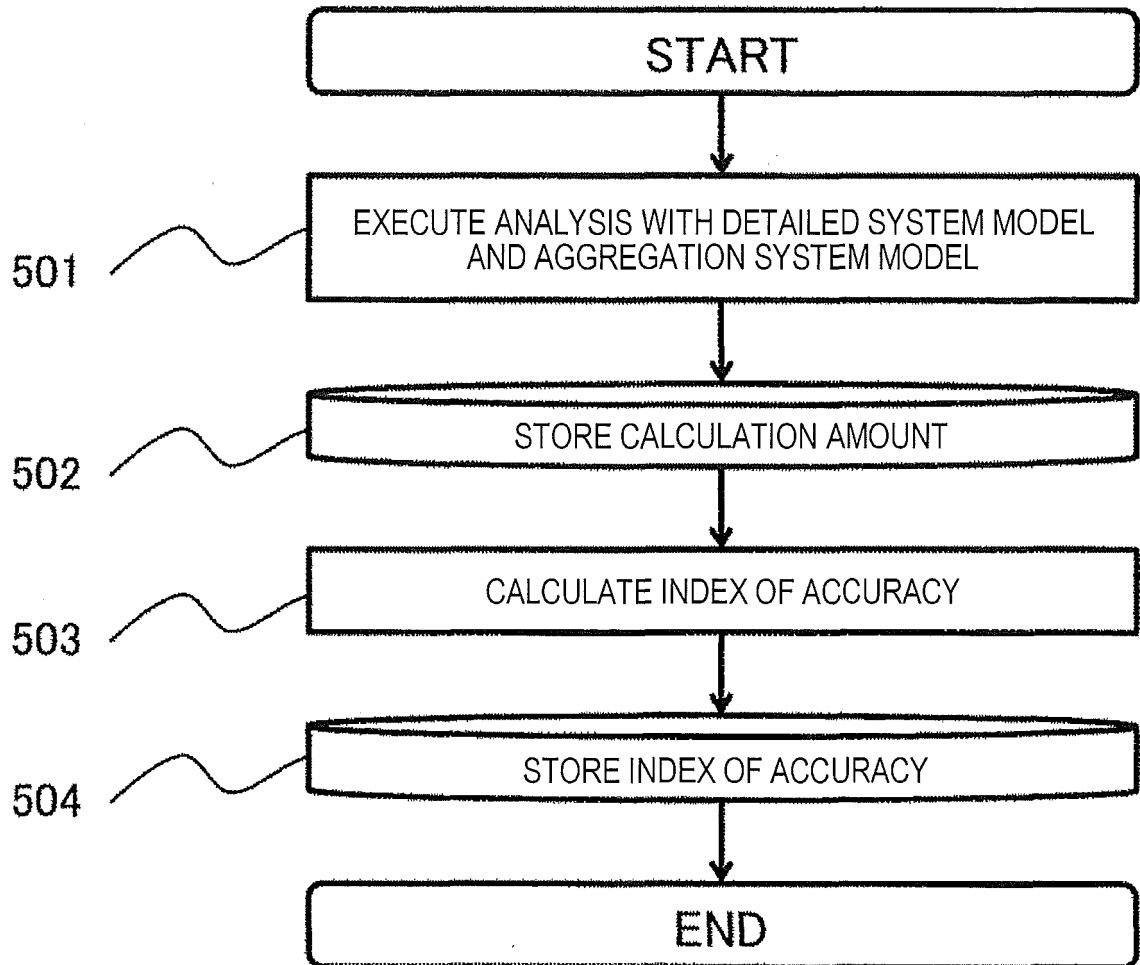 START
501
EXECUTE ANALYSIS WITH DETAILED SYSTEM MODEL
AND AGGREGATION SYSTEM MODEL
502
STORE CALCULATION AMOUNT
503
CALCULATE INDEX OF ACCURACY
504
STORE INDEX OF ACCURACY
END